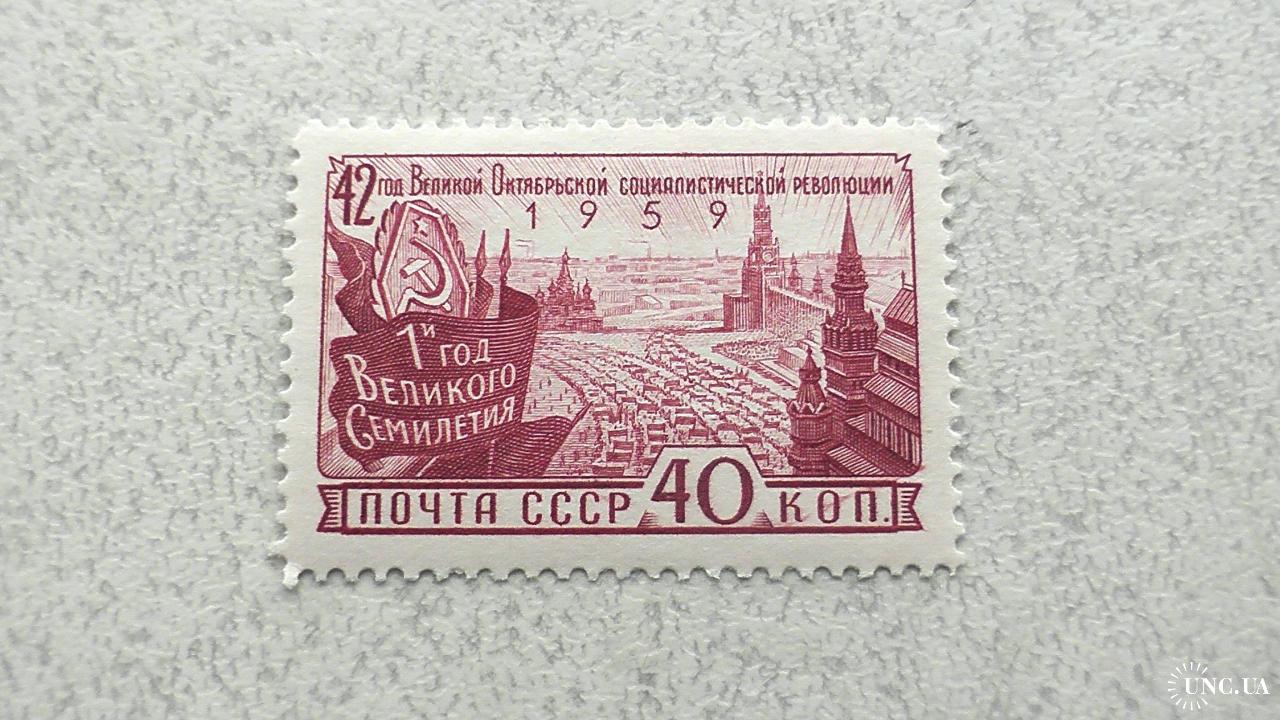 42 год Великой Октябрьской социалистической революции
1959
1й год
Великого
Семилетия
ПОЧТА СССР 40 КОП.
UNC.UA